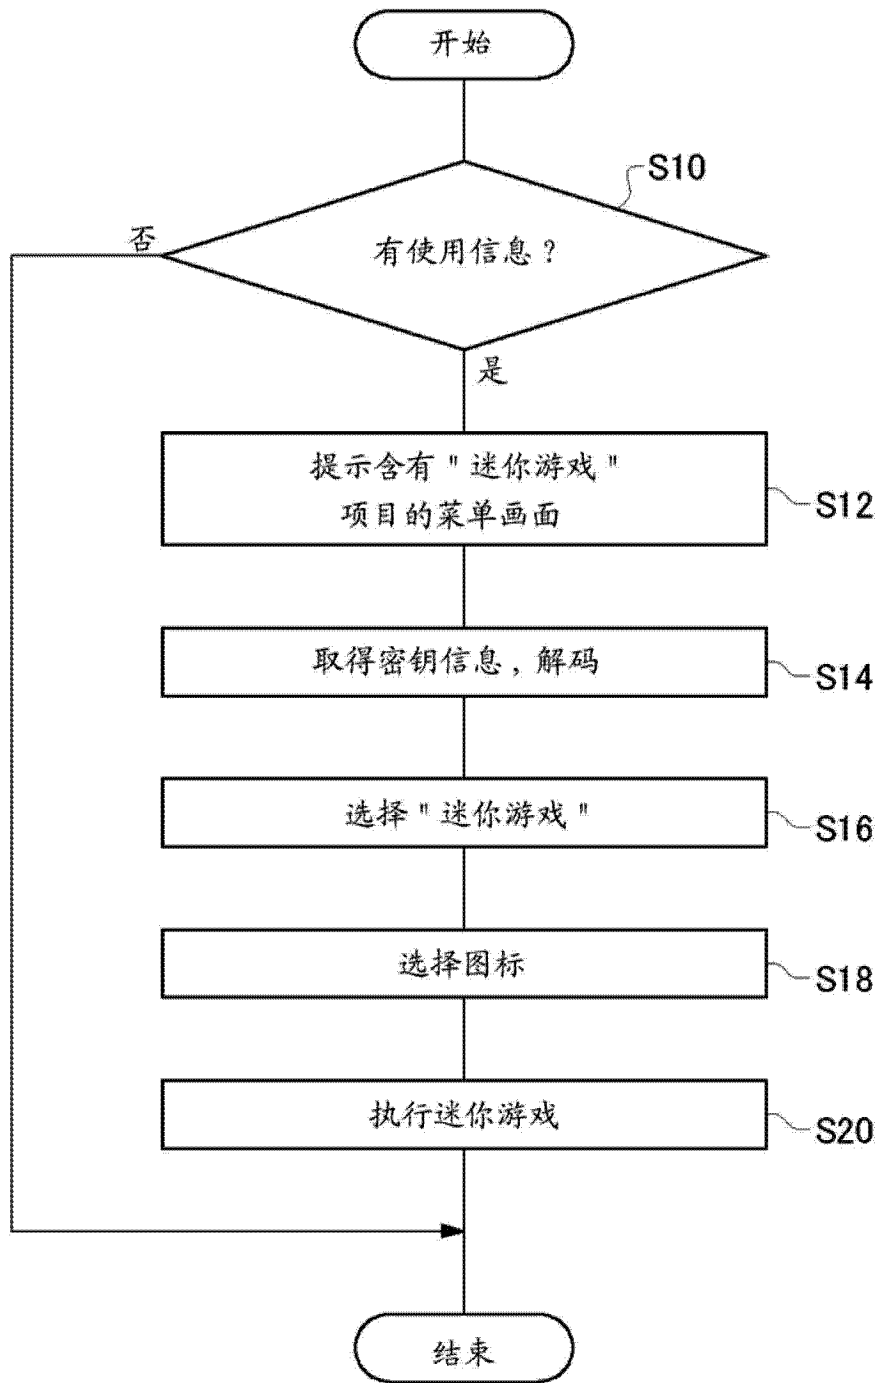 开始
S10
否
有使用信息？
是
提示含有"迷你游戏"
项目的菜单画面
S12
取得密钥信息，解码
S14
选择"迷你游戏"
S16
选择图标
S18
执行迷你游戏
S20
结束